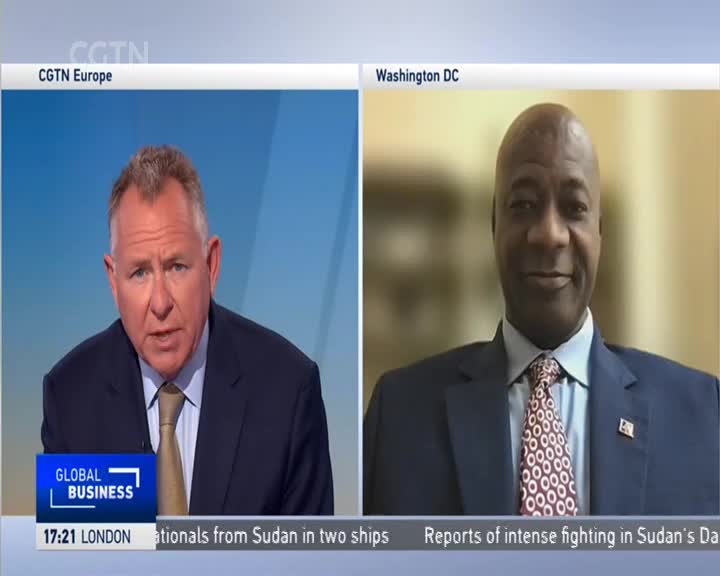 CGTN
CGTN Europe
Washington DC
GLOBAL
BUSINESS
17:21 LONDON
ationals from Sudan in two ships Reports of intense fighting in Sudan's Da